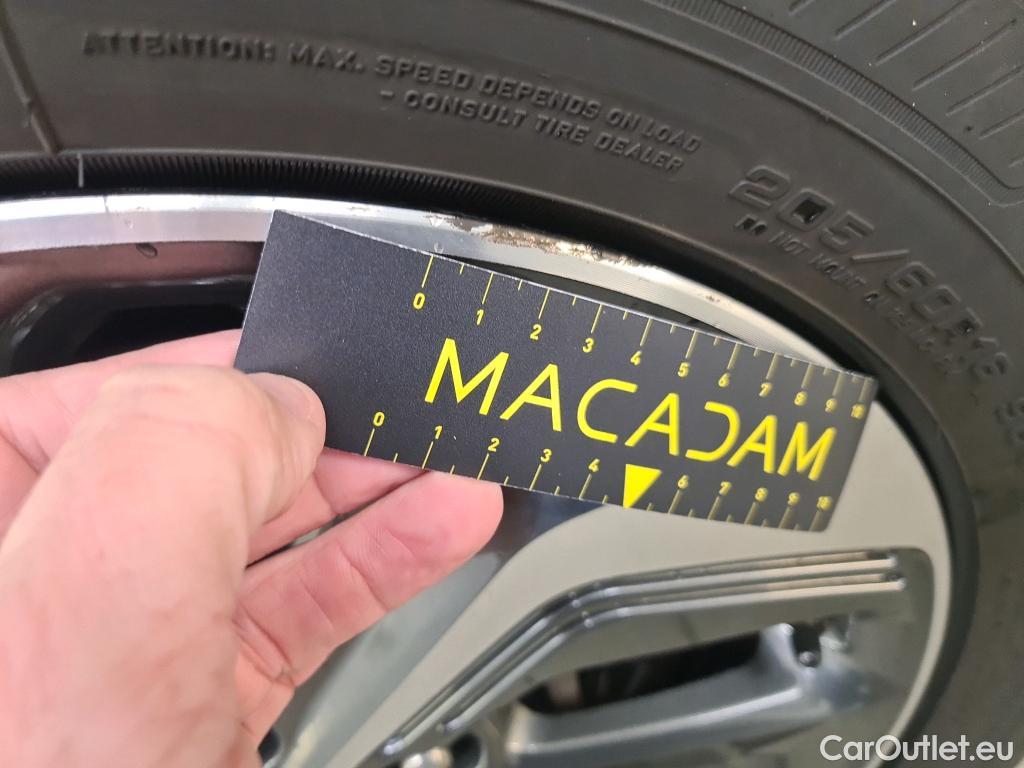 ATTENTION: MAX. SPEED DEPENDS ON LOAD
- CONSULT TIRE DEALER
205/60R16
0 1 2 3 4 5 6 7 8 9 10
MACADAM
0 1 2 3 4 6 7 8 9 10
CarOutlet.eu